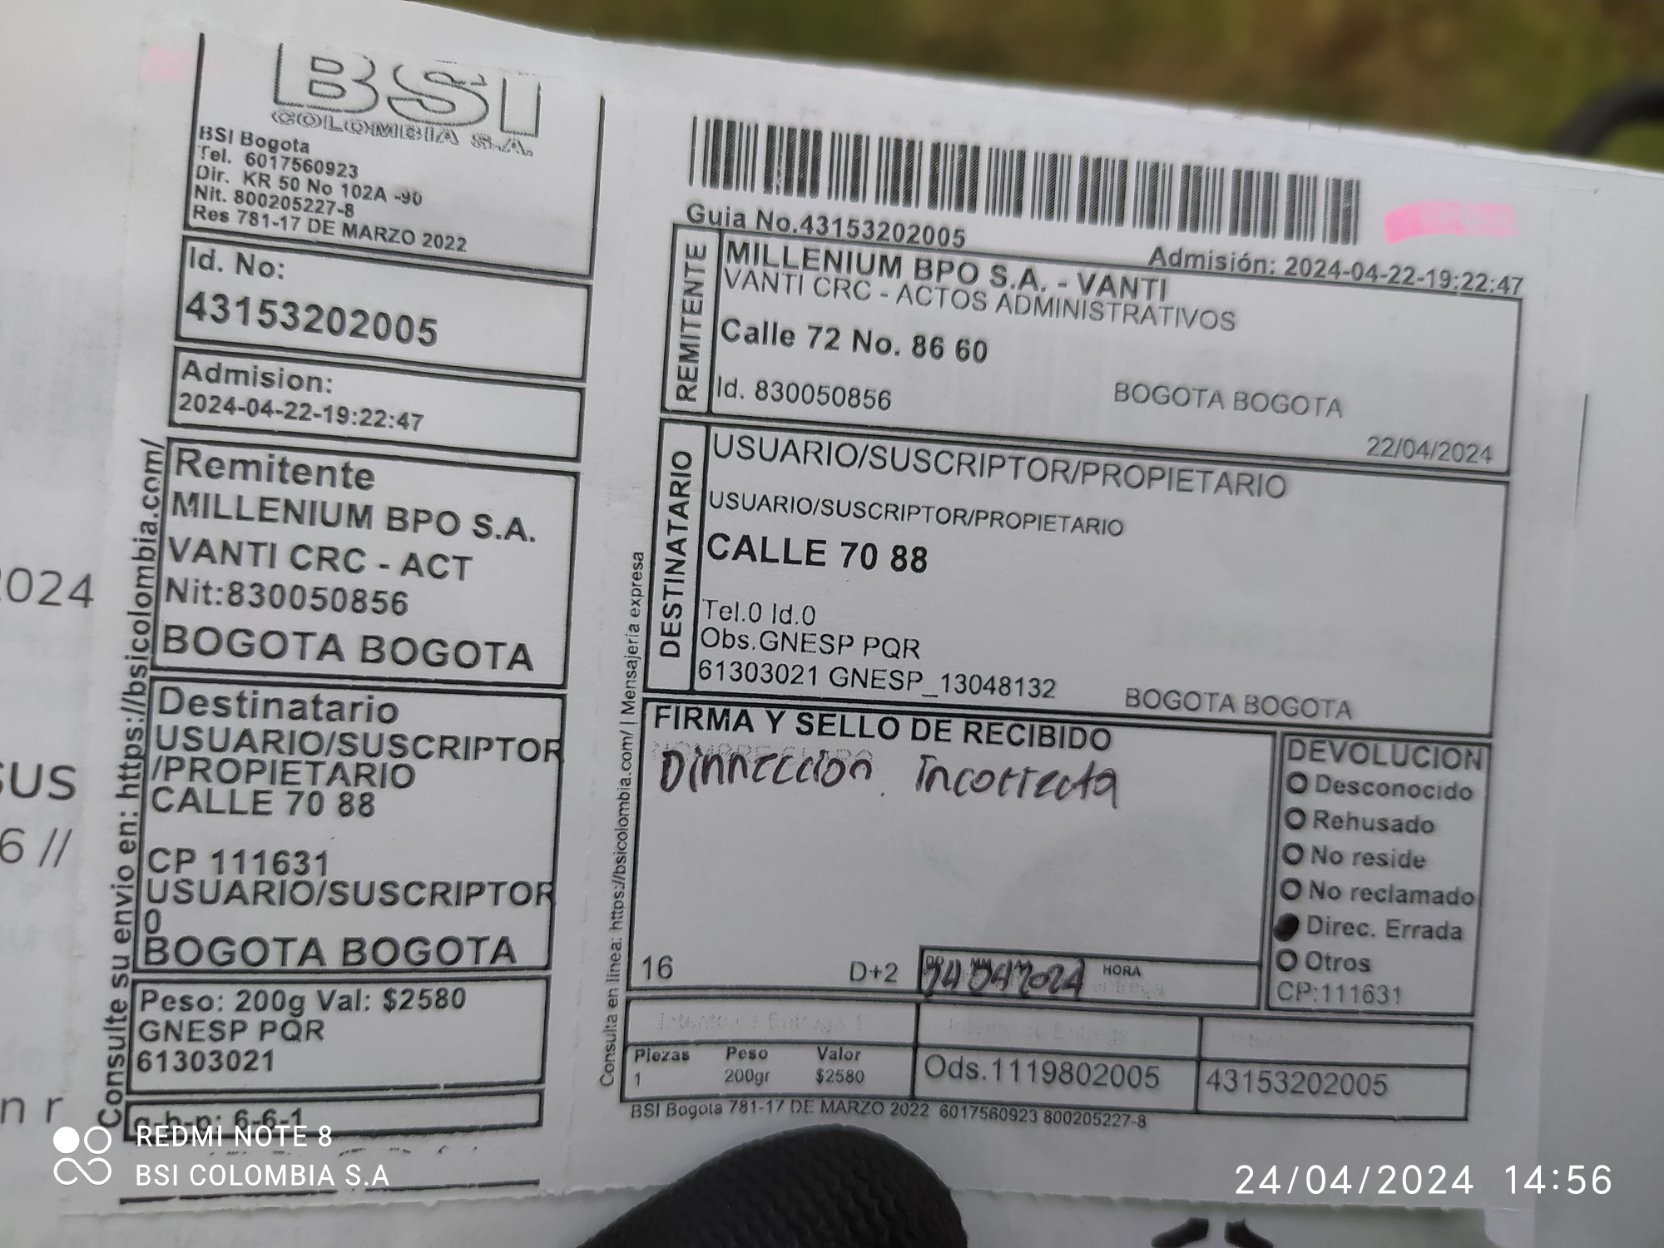 BSI
COLOMBIA S.A.
BSI Bogota
Tel. 6017560923
Dir. KR 50 No 102A -90
Nit. 800205227-8
Res 781-17 DE MARZO 2022
Id. No:
43153202005
Admision:
2024-04-22-19:22:47
Remitente
MILLENIUM BPO S.A.
VANTI CRC - ACT
Nit:830050856
BOGOTA BOGOTA
Destinatario
USUARIO/SUSCRIPTOR
/PROPIETARIO
CALLE 70 88
CP 111631
USUARIO/SUSCRIPTOR
0
BOGOTA BOGOTA
Peso: 200g Val: $2580
GNESP PQR
61303021
6-6-1
Consulte su envio en: https://bsicolombia.com/
Guia No.43153202005
Admisión: 2024-04-22-19:22:47
REMITENTE
MILLENIUM BPO S.A. - VANTI
VANTI CRC - ACTOS ADMINISTRATIVOS
Calle 72 No. 86 60
Id. 830050856
BOGOTA BOGOTA
22/04/2024
DESTINATARIO
USUARIO/SUSCRIPTOR/PROPIETARIO
USUARIO/SUSCRIPTOR/PROPIETARIO
CALLE 70 88
Tel.0 Id.0
Obs.GNESP PQR
61303021 GNESP_13048132
BOGOTA BOGOTA
FIRMA Y SELLO DE RECIBIDO
Dinneccion Incorrecta
16
D+2
24 04 2024
HORA
DEVOLUCION
Desconocido
Rehusado
No reside
No reclamado
Direc. Errada
Otros
CP:111631
Piezas Peso Valor
1 200gr $2580
Ods.1119802005
43153202005
BSI Bogota 781-17 DE MARZO 2022 6017560923 800205227-8
Consulta en linea: https://bsicolombia.com/ | Mensajería expresa
2024
SUS
6 //
n r
REDMI NOTE 8
BSI COLOMBIA S.A
24/04/2024 14:56